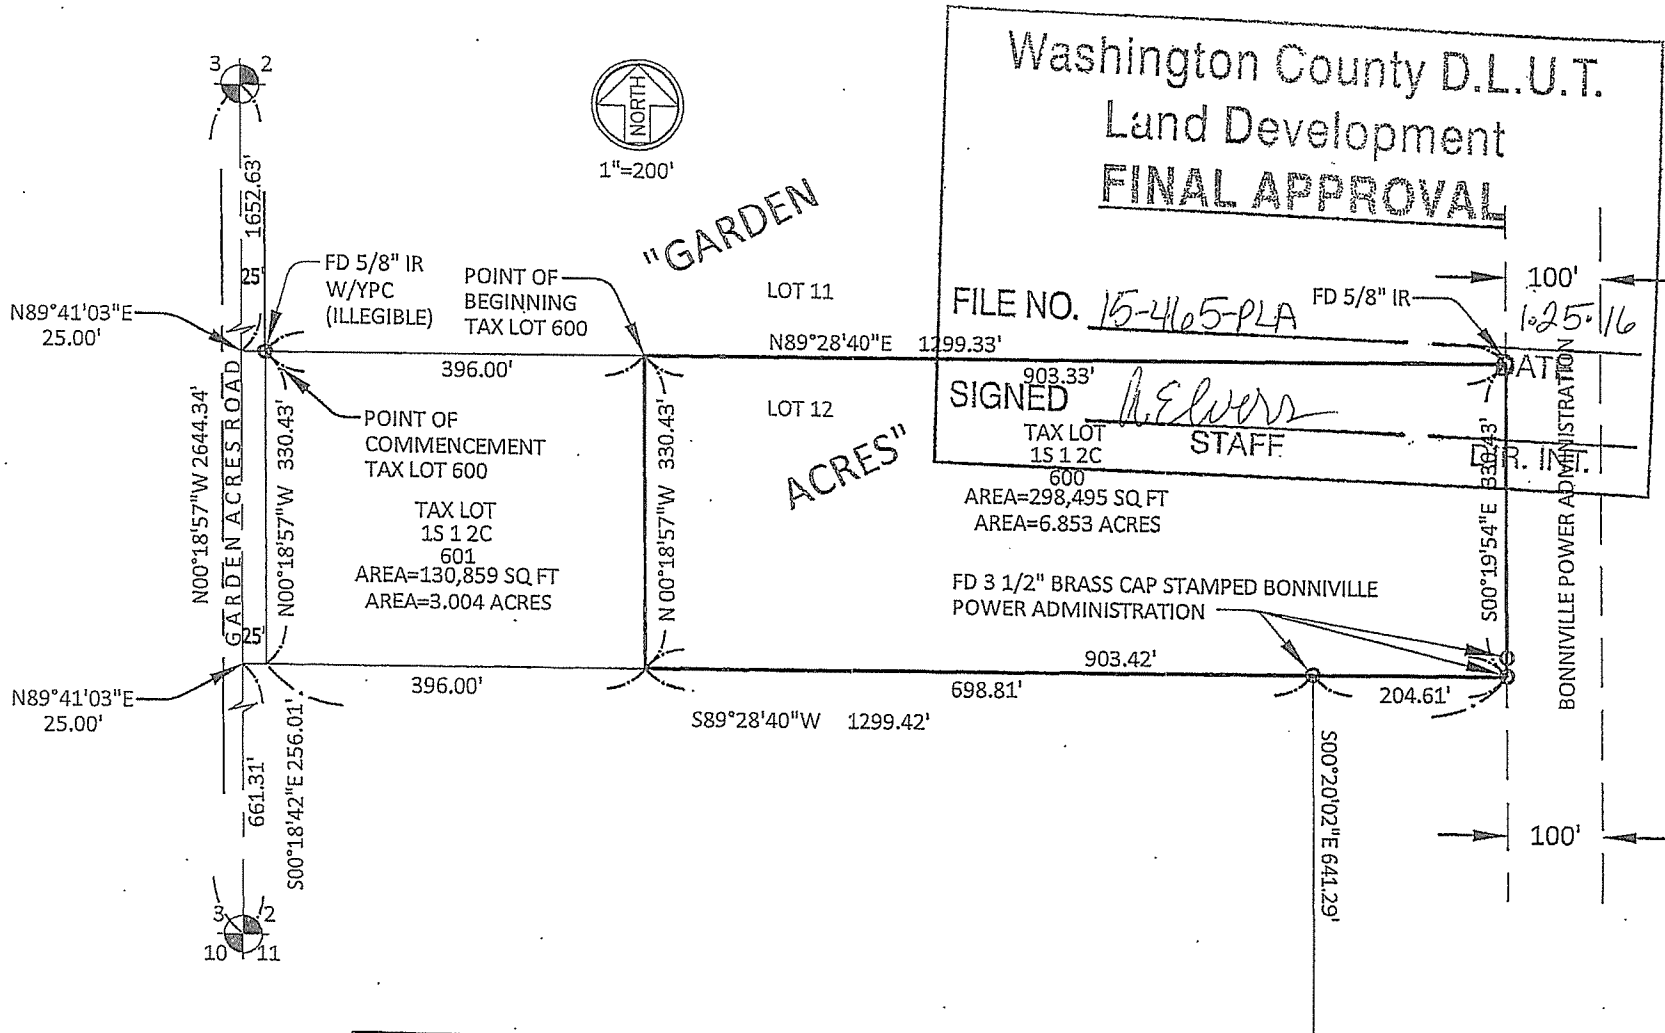 Washington County D.L.U.T.
Land Development
FINAL APPROVAL
FILE NO. 15-465-PLA
1.25.16
DATE
SIGNED
STAFF
DIR. INT.
3 2
NORTH
1"=200'
1652.63'
25'
FD 5/8" IR
W/YPC
(ILLEGIBLE)
POINT OF
BEGINNING
TAX LOT 600
"GARDEN
ACRES"
LOT 11
FD 5/8" IR
100'
N89°41'03"E
25.00'
N89°28'40"E 1299.33'
396.00'
903.33'
LOT 12
POINT OF
COMMENCEMENT
TAX LOT 600
N00°18'57"W 2644.34'
GARDEN ACRES ROAD
N00°18'57"W 330.43'
N 00°18'57"W 330.43'
TAX LOT
1S 1 2C
601
AREA=130,859 SQ FT
AREA=3.004 ACRES
TAX LOT
1S 1 2C
600
AREA=298,495 SQ FT
AREA=6.853 ACRES
S00°19'54"E 330.43'
BONNIVILLE POWER ADMINISTRATION
FD 3 1/2" BRASS CAP STAMPED BONNIVILLE
POWER ADMINISTRATION
25'
N89°41'03"E
25.00'
396.00'
903.42'
698.81'
204.61'
S89°28'40"W 1299.42'
661.31'
S00°18'42"E 256.01'
S00°20'02"E 641.29'
100'
3 2
10 11